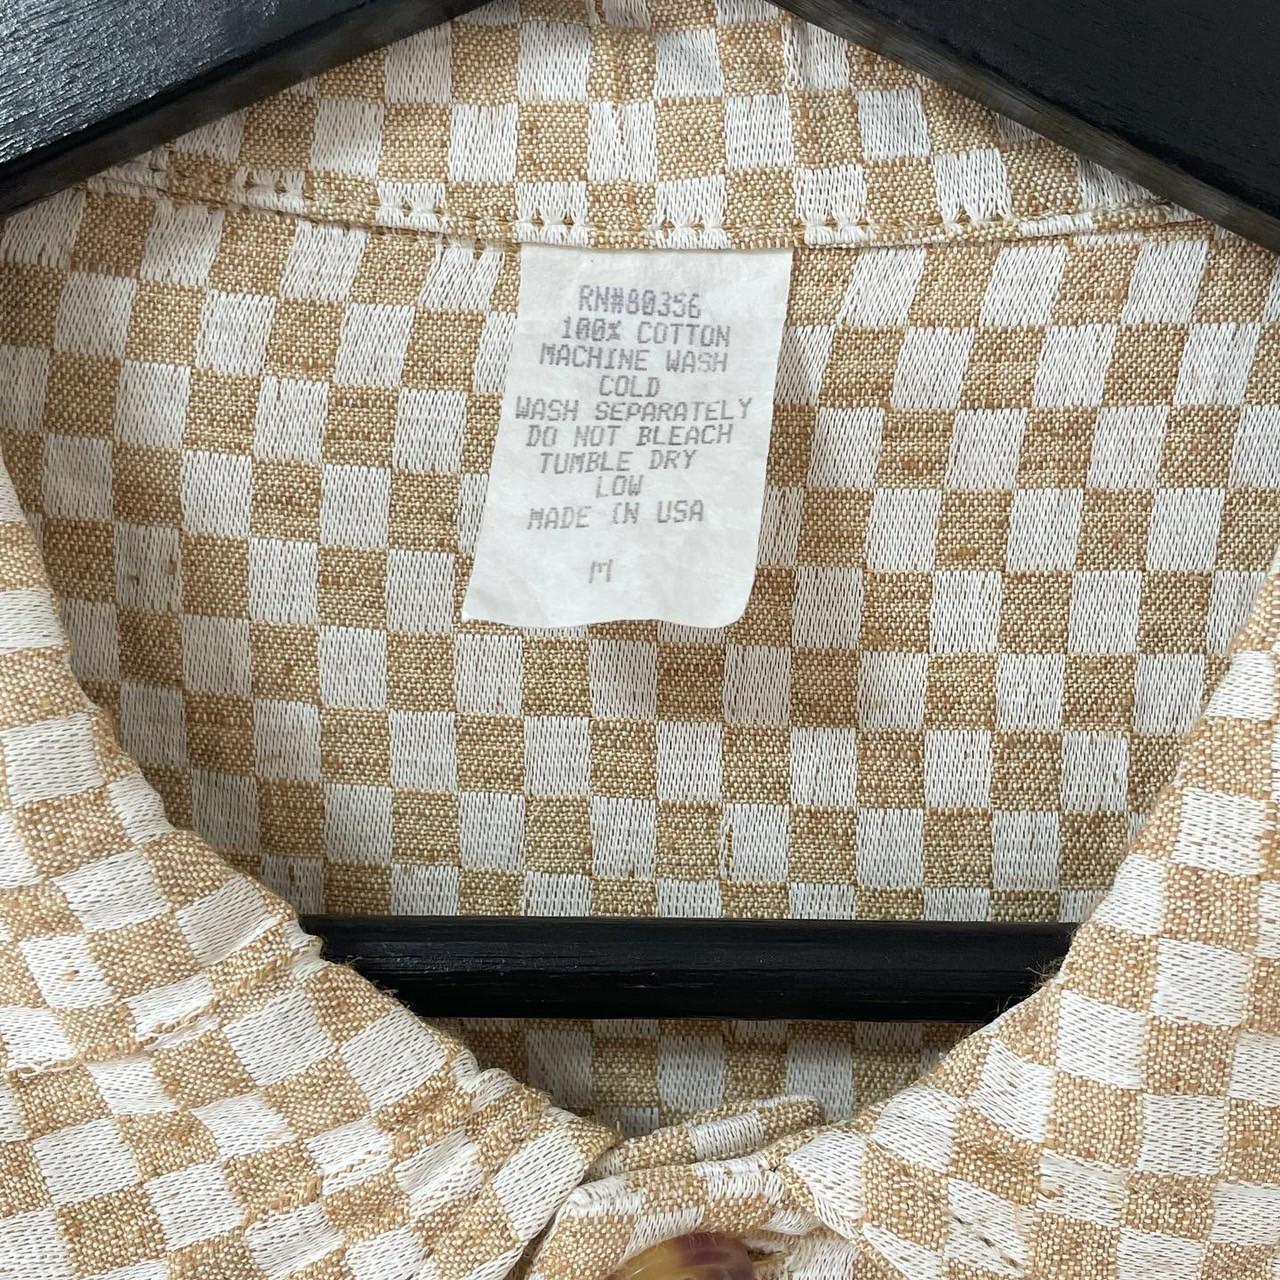 RN#80356
100% COTTON
MACHINE WASH
COLD
WASH SEPARATELY
DO NOT BLEACH
TUMBLE DRY
LOW
MADE IN USA
M